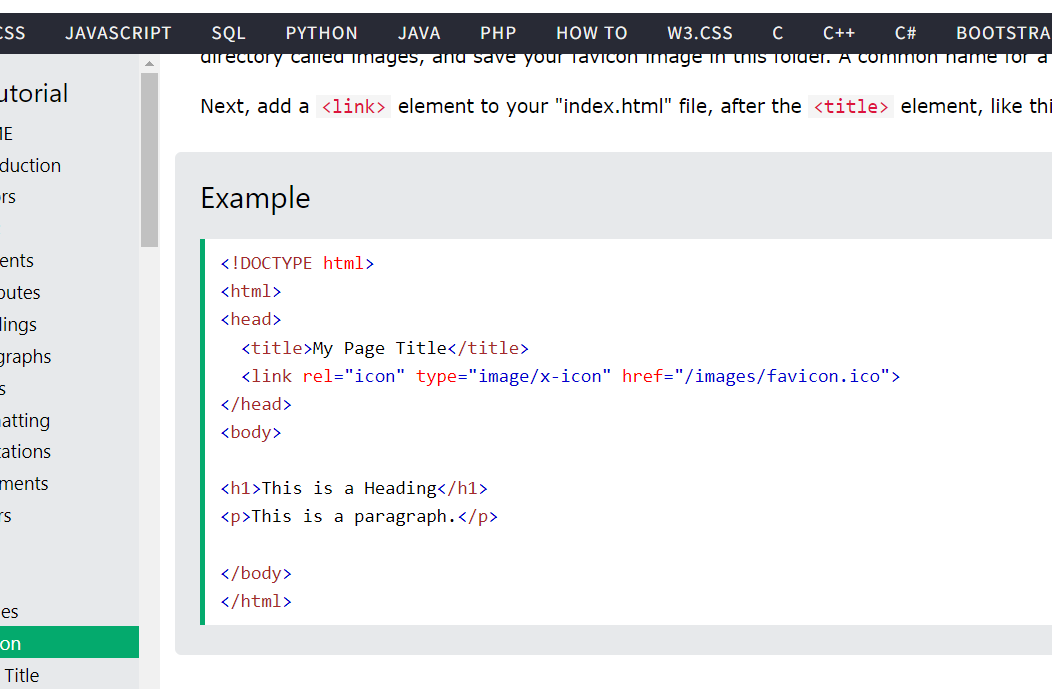 CSS JAVASCRIPT SQL PYTHON JAVA PHP HOW TO W3.CSS C C++ C# BOOTSTRA
utorial
ME
duction
ors
ents
butes
dings
graphs
s
matting
tations
ments
rs
es
on
Title
directory called images, and save your favicon image in this folder. A common name for a
Next, add a <link> element to your "index.html" file, after the <title> element, like thi
Example
<!DOCTYPE html>
<html>
<head>
  <title>My Page Title</title>
  <link rel="icon" type="image/x-icon" href="/images/favicon.ico">
</head>
<body>
<h1>This is a Heading</h1>
<p>This is a paragraph.</p>
</body>
</html>